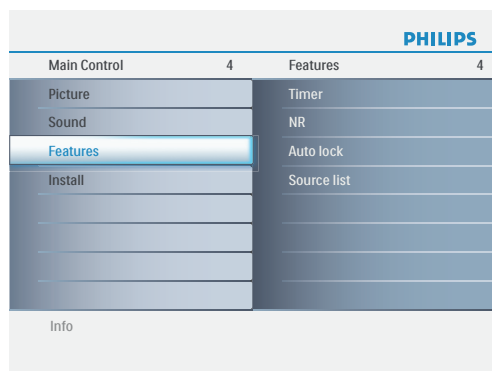 PHILIPS
Main Control 4 Features 4
Picture Timer
Sound NR
Features Auto lock
Install Source list
Info